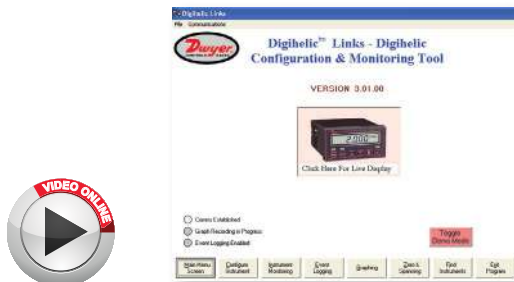 Digihelic Links
File Communications
Dwyer
Digihelic™ Links - Digihelic
Configuration & Monitoring Tool
VERSION 3.01.00
2.000
Click Here For Live Display
VIDEO ONLINE
Comms Established
Graph Recording in Progress
Event Logging Enabled
Toggle
Demo Mode
Main Menu
Screen
Configure
Instrument
Instrument
Monitoring
Event
Logging
Graphing
Zero &
Spanning
Find
Instruments
Exit
Program